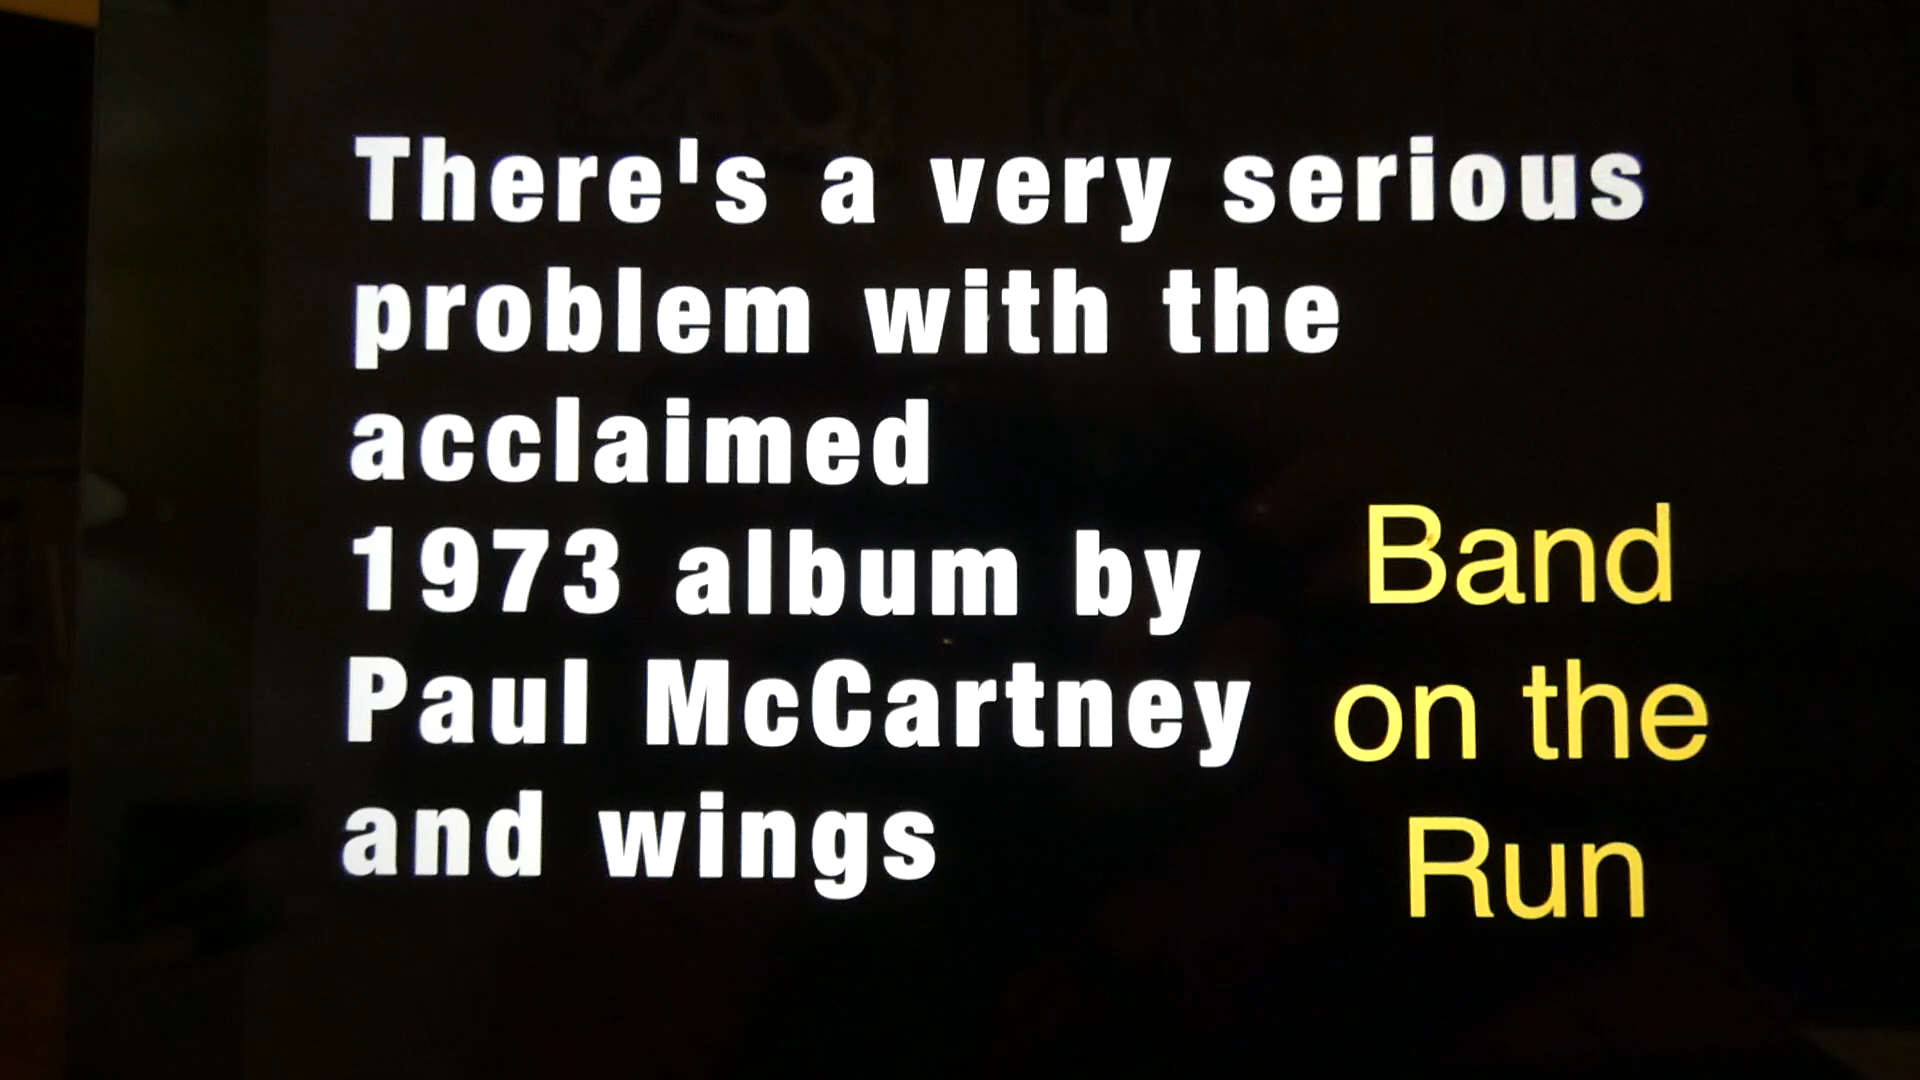 There's a very serious
problem with the
acclaimed
1973 album by
Paul McCartney
and wings
Band
on the
Run